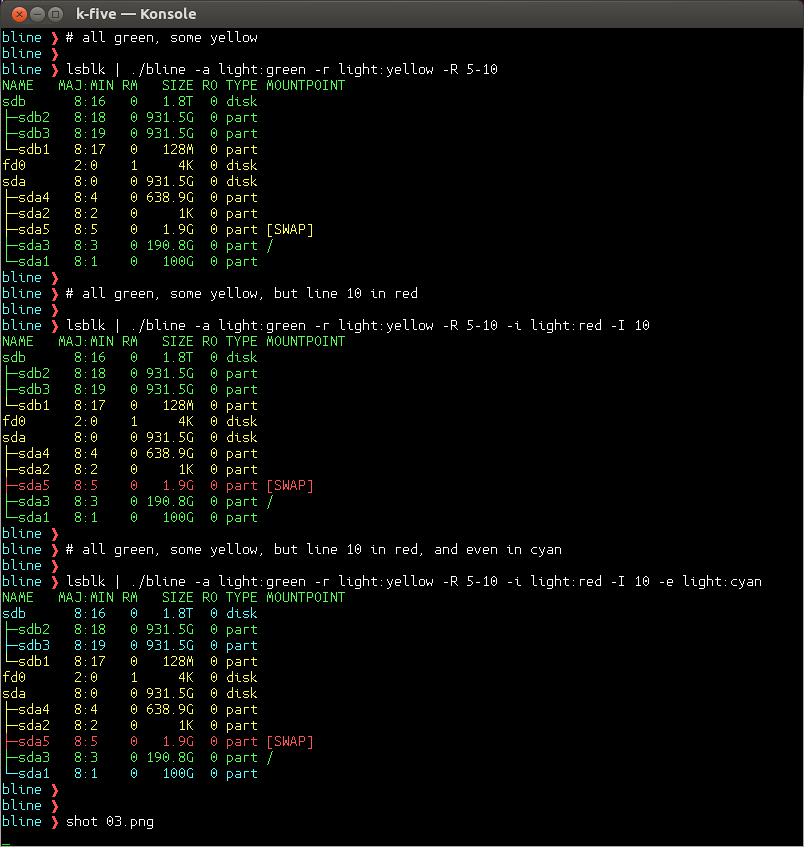 k-five — Konsole
bline ❯ # all green, some yellow
bline ❯
bline ❯ lsblk | ./bline -a light:green -r light:yellow -R 5-10
NAME   MAJ:MIN RM   SIZE RO TYPE MOUNTPOINT
sdb      8:16   0   1.8T  0 disk
├─sdb2   8:18   0 931.5G  0 part
├─sdb3   8:19   0 931.5G  0 part
└─sdb1   8:17   0   128M  0 part
fd0      2:0    1     4K  0 disk
sda      8:0    0 931.5G  0 disk
├─sda4   8:4    0 638.9G  0 part
├─sda2   8:2    0     1K  0 part
├─sda5   8:5    0   1.9G  0 part [SWAP]
├─sda3   8:3    0 190.8G  0 part /
└─sda1   8:1    0   100G  0 part
bline ❯
bline ❯ # all green, some yellow, but line 10 in red
bline ❯
bline ❯ lsblk | ./bline -a light:green -r light:yellow -R 5-10 -i light:red -I 10
NAME   MAJ:MIN RM   SIZE RO TYPE MOUNTPOINT
sdb      8:16   0   1.8T  0 disk
├─sdb2   8:18   0 931.5G  0 part
├─sdb3   8:19   0 931.5G  0 part
└─sdb1   8:17   0   128M  0 part
fd0      2:0    1     4K  0 disk
sda      8:0    0 931.5G  0 disk
├─sda4   8:4    0 638.9G  0 part
├─sda2   8:2    0     1K  0 part
├─sda5   8:5    0   1.9G  0 part [SWAP]
├─sda3   8:3    0 190.8G  0 part /
└─sda1   8:1    0   100G  0 part
bline ❯
bline ❯ # all green, some yellow, but line 10 in red, and even in cyan
bline ❯
bline ❯ lsblk | ./bline -a light:green -r light:yellow -R 5-10 -i light:red -I 10 -e light:cyan
NAME   MAJ:MIN RM   SIZE RO TYPE MOUNTPOINT
sdb      8:16   0   1.8T  0 disk
├─sdb2   8:18   0 931.5G  0 part
├─sdb3   8:19   0 931.5G  0 part
└─sdb1   8:17   0   128M  0 part
fd0      2:0    1     4K  0 disk
sda      8:0    0 931.5G  0 disk
├─sda4   8:4    0 638.9G  0 part
├─sda2   8:2    0     1K  0 part
├─sda5   8:5    0   1.9G  0 part [SWAP]
├─sda3   8:3    0 190.8G  0 part /
└─sda1   8:1    0   100G  0 part
bline ❯
bline ❯
bline ❯ shot 03.png